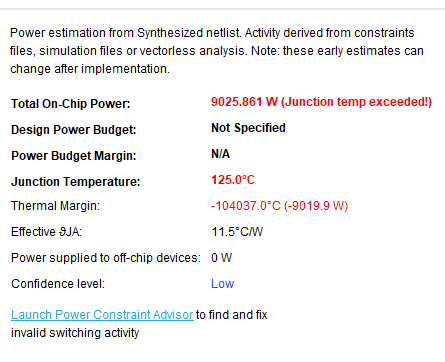 Power estimation from Synthesized netlist. Activity derived from constraints
files, simulation files or vectorless analysis. Note: these early estimates can
change after implementation.
Total On-Chip Power: 9025.861 W (Junction temp exceeded!)
Design Power Budget: Not Specified
Power Budget Margin: N/A
Junction Temperature: 125.0°C
Thermal Margin: -104037.0°C (-9019.9 W)
Effective ϑJA: 11.5°C/W
Power supplied to off-chip devices: 0 W
Confidence level: Low
Launch Power Constraint Advisor to find and fix
invalid switching activity